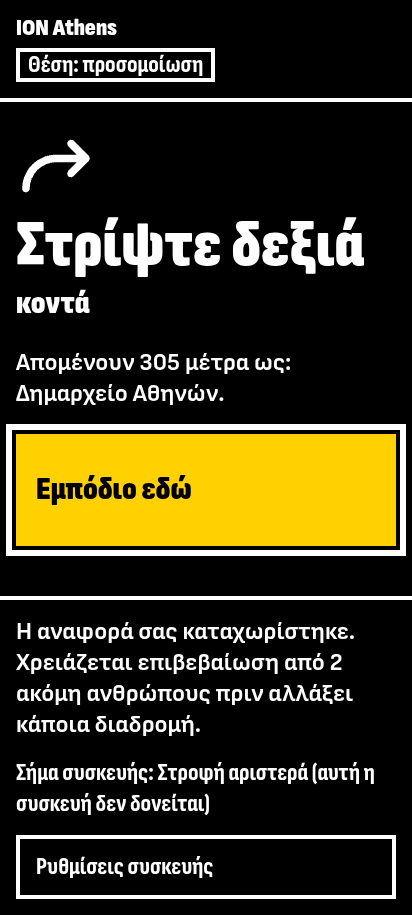 ION Athens
Θέση: προσομοίωση
Στρίψτε δεξιά
κοντά
Απομένουν 305 μέτρα ως:
Δημαρχείο Αθηνών.
Εμπόδιο εδώ
Η αναφορά σας καταχωρίστηκε.
Χρειάζεται επιβεβαίωση από 2
ακόμη ανθρώπους πριν αλλάξει
κάποια διαδρομή.
Σήμα συσκευής: Στροφή αριστερά (αυτή η
συσκευή δεν δονείται)
Ρυθμίσεις συσκευής